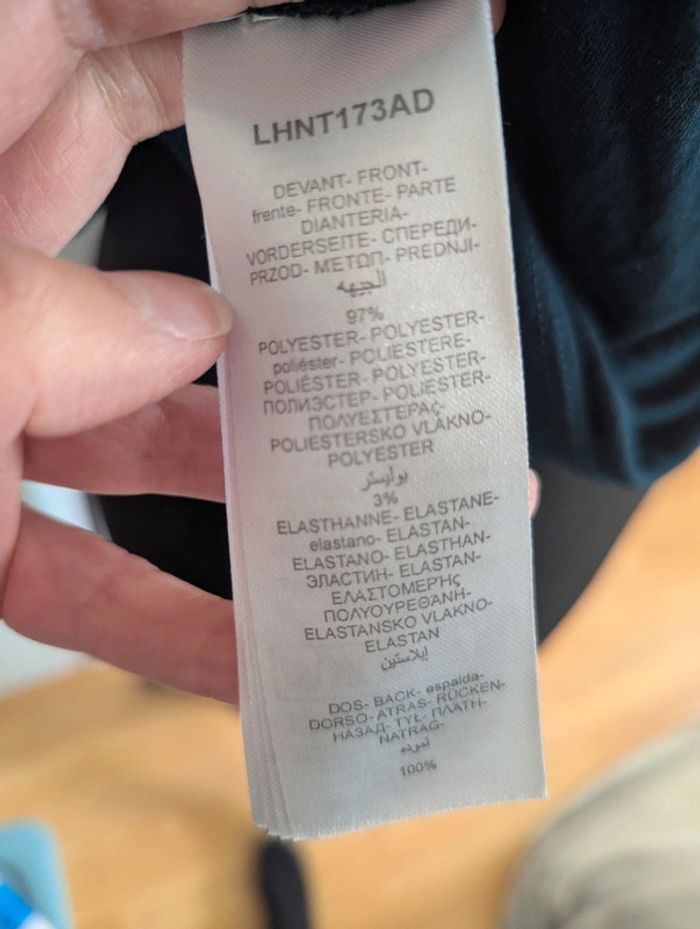 LHNT173AD
DEVANT- FRONT-
frente- FRONTE- PARTE
DIANTERIA-
VORDERSEITE- СПЕРЕДИ-
PRZOD- ΜΕΤΩΠ- PREDNJI-
الجبهه
97%
POLYESTER- POLYESTER-
poliéster- POLIESTERE-
POLIÉSTER- POLYESTER-
ПОЛИЭСТЕР- POLIESTER-
ΠΟΛΥΕΣΤΕΡΑς-
POLIESTERSKO VLAKNO-
POLYESTER
بوليستر
3%
ELASTHANNE- ELASTANE-
elastano- ELASTAN-
ELASTANO- ELASTHAN-
ЭЛАСТИН- ELASTAN-
ΕΛΑΣΤΟΜΕΡΗς
ΠΟΛΥΟΥΡΕΘΑΝΗ-
ELASTANSKO VLAKNO-
ELASTAN
إيلاستين
DOS- BACK- espalda-
DORSO- ATRAS- RÜCKEN-
НАЗАД- TYŁ- ΠΛΑΤΗ-
NATRAG-
100%